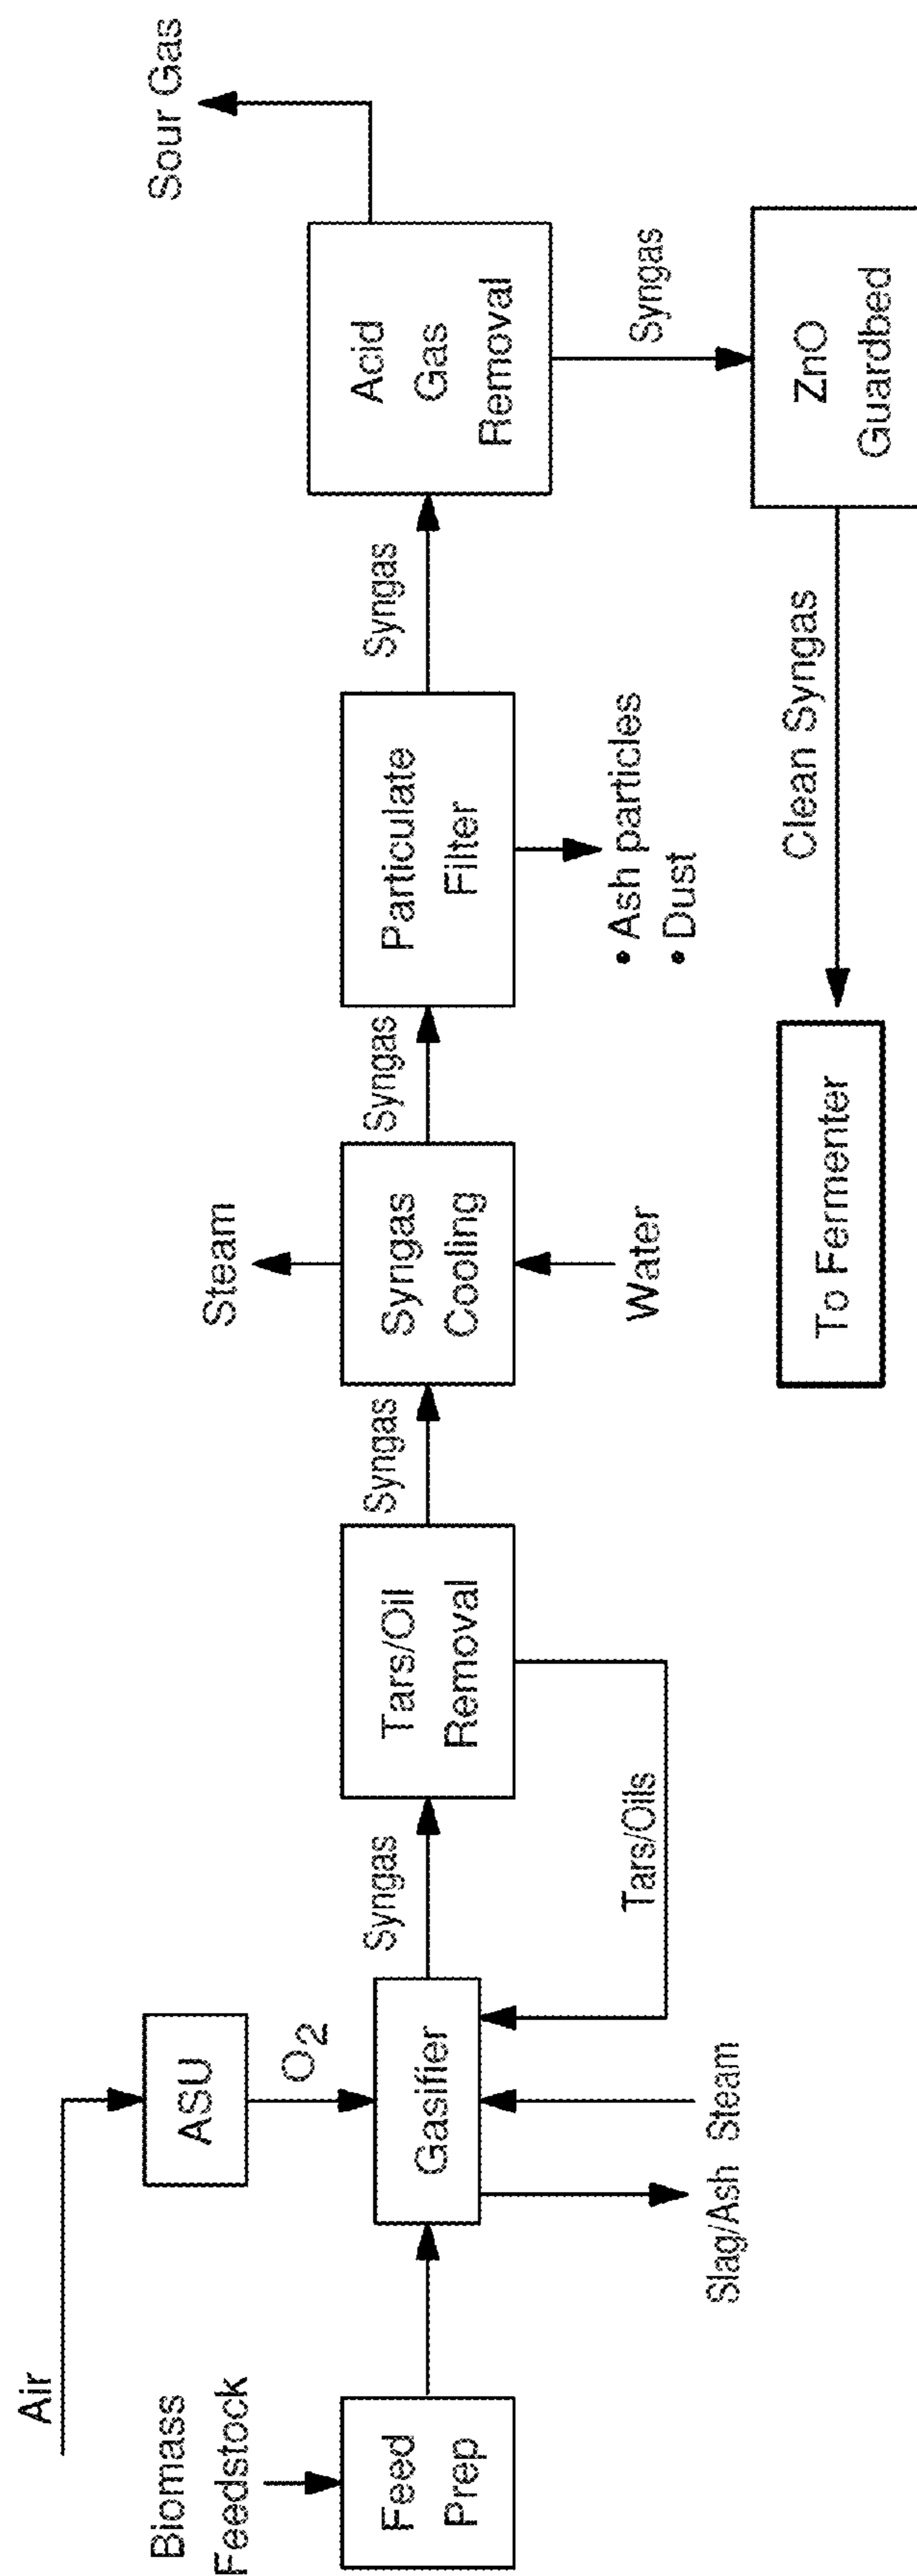 Air
ASU
O2
Biomass
Feedstock
Feed
Prep
Gasifier
Slag/Ash
Steam
Syngas
Tars/Oils
Tars/Oil
Removal
Syngas
Steam
Syngas
Cooling
Water
Syngas
Particulate
Filter
• Ash particles
• Dust
Syngas
Acid
Gas
Removal
Sour Gas
Syngas
ZnO
Guardbed
Clean Syngas
To Fermenter